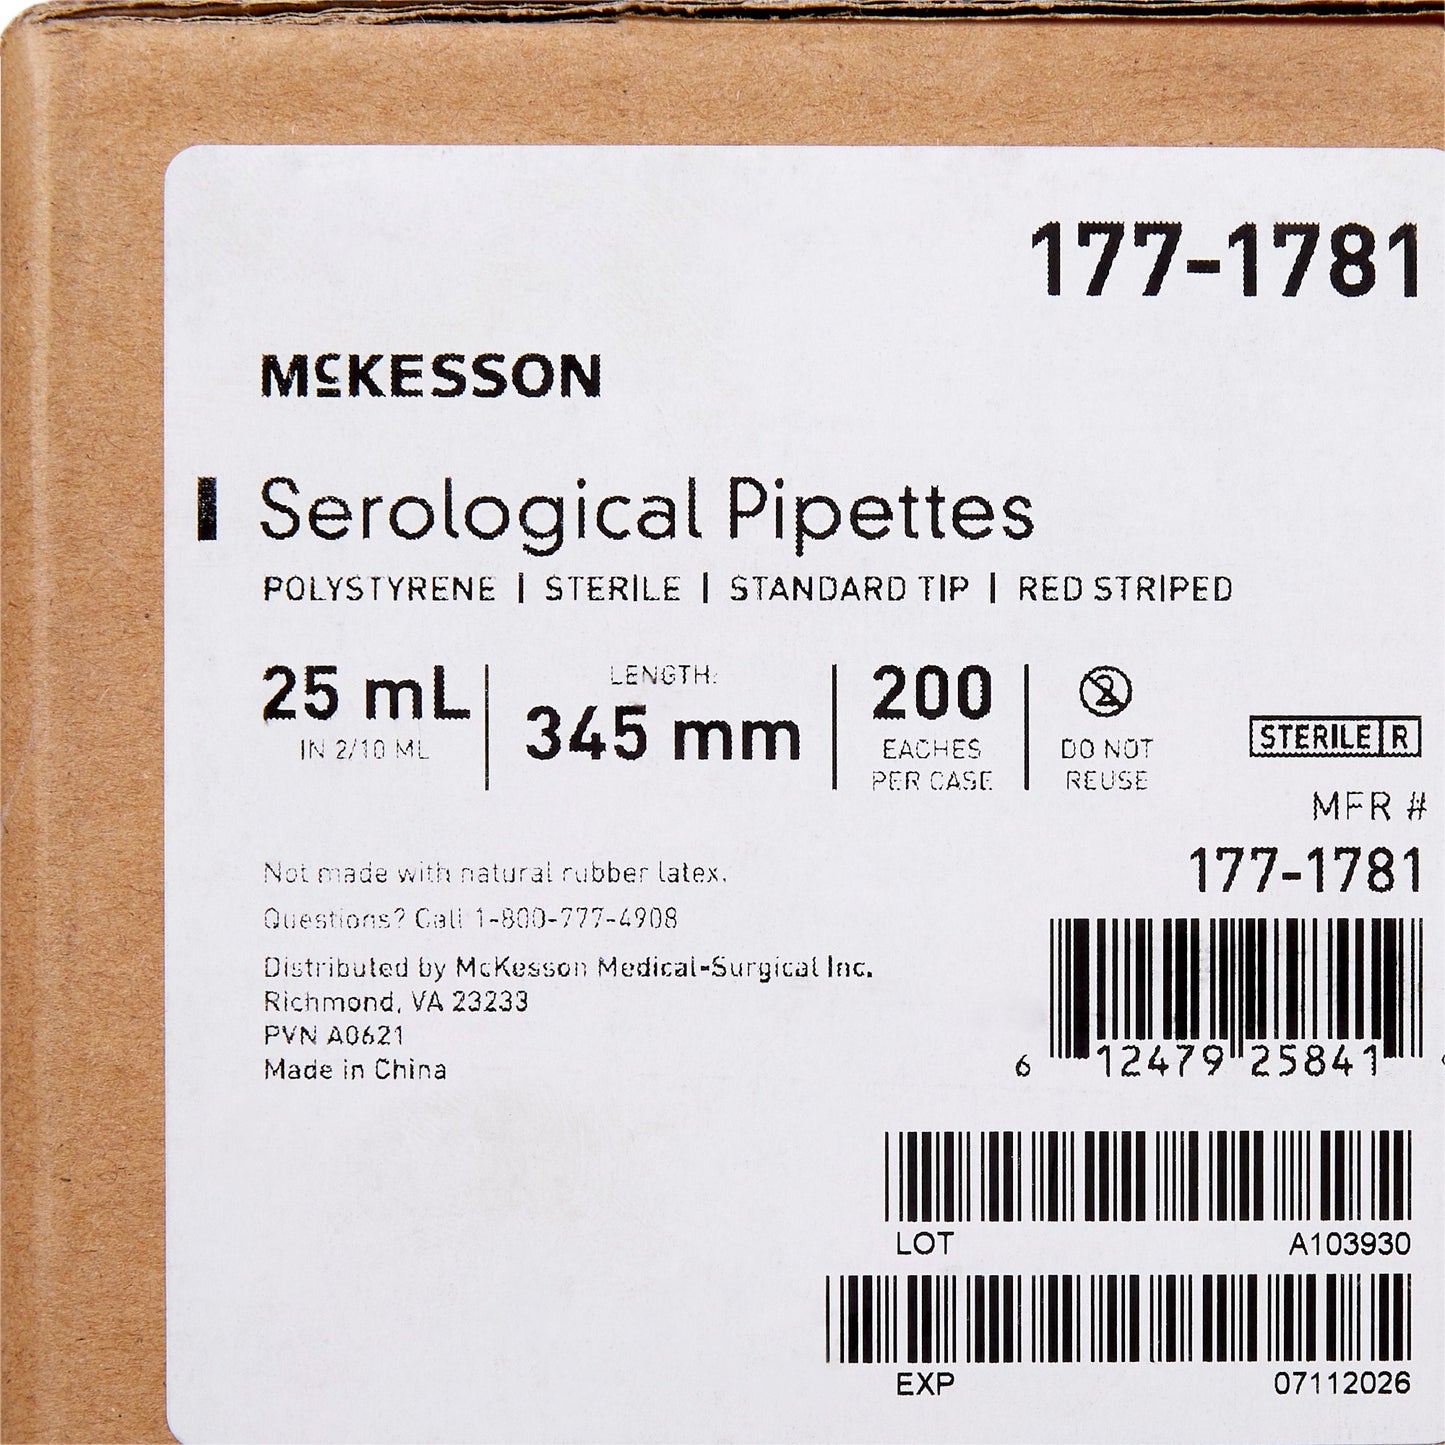 177-1781
McKESSON
Serological Pipettes
POLYSTYRENE | STERILE | STANDARD TIP | RED STRIPED
25 mL
IN 2/10 ML
LENGTH:
345 mm
200
EACHES
PER CASE
2
DO NOT
REUSE
STERILE R
MFR #
177-1781
Not made with natural rubber latex.
Questions? Call 1-800-777-4908
Distributed by McKesson Medical-Surgical Inc.
Richmond, VA 23233
PVN A0621
Made in China
6 12479 25841
LOT A103930
EXP 07112026